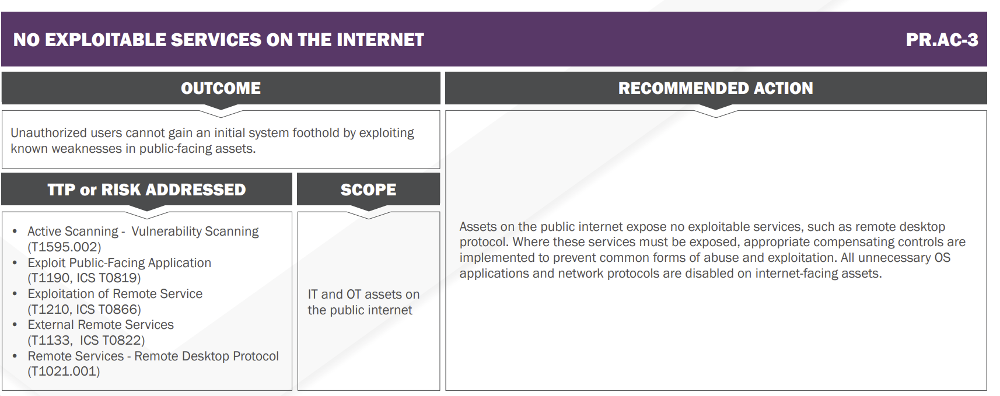 NO EXPLOITABLE SERVICES ON THE INTERNET
PR.AC-3
OUTCOME
Unauthorized users cannot gain an initial system foothold by exploiting
known weaknesses in public-facing assets.
TTP or RISK ADDRESSED
• Active Scanning -  Vulnerability Scanning
(T1595.002)
• Exploit Public-Facing Application
(T1190, ICS T0819)
• Exploitation of Remote Service
(T1210, ICS T0866)
• External Remote Services
(T1133,  ICS T0822)
• Remote Services - Remote Desktop Protocol
(T1021.001)
SCOPE
IT and OT assets on
the public internet
RECOMMENDED ACTION
Assets on the public internet expose no exploitable services, such as remote desktop
protocol. Where these services must be exposed, appropriate compensating controls are
implemented to prevent common forms of abuse and exploitation. All unnecessary OS
applications and network protocols are disabled on internet-facing assets.